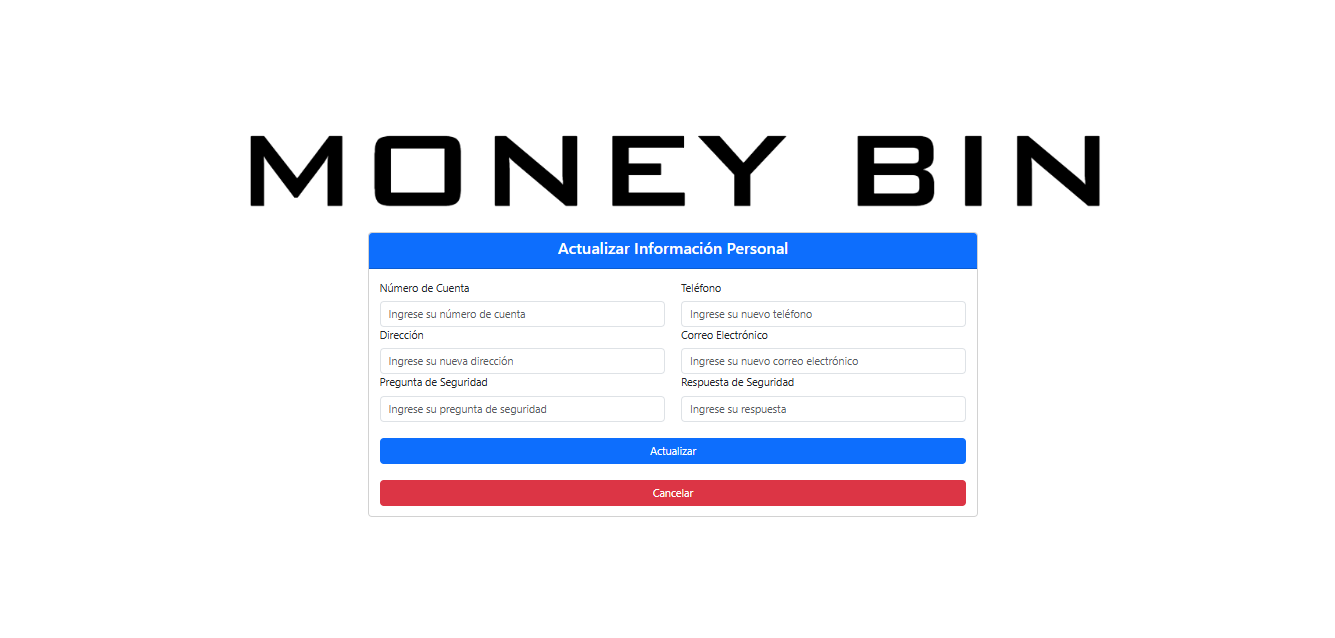 MONEY BIN
Actualizar Información Personal
Número de Cuenta
Teléfono
Ingrese su número de cuenta
Ingrese su nuevo teléfono
Dirección
Correo Electrónico
Ingrese su nueva dirección
Ingrese su nuevo correo electrónico
Pregunta de Seguridad
Respuesta de Seguridad
Ingrese su pregunta de seguridad
Ingrese su respuesta
Actualizar
Cancelar